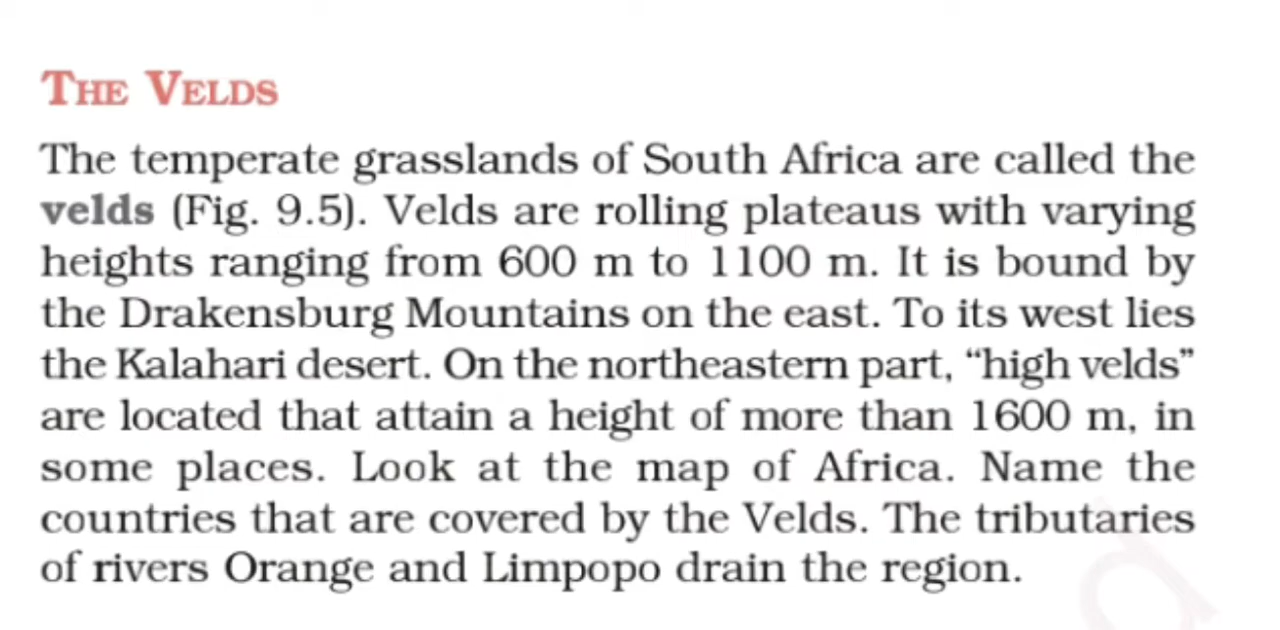 THE VELDS
The temperate grasslands of South Africa are called the
velds (Fig. 9.5). Velds are rolling plateaus with varying
heights ranging from 600 m to 1100 m. It is bound by
the Drakensburg Mountains on the east. To its west lies
the Kalahari desert. On the northeastern part, “high velds”
are located that attain a height of more than 1600 m, in
some places. Look at the map of Africa. Name the
countries that are covered by the Velds. The tributaries
of rivers Orange and Limpopo drain the region.